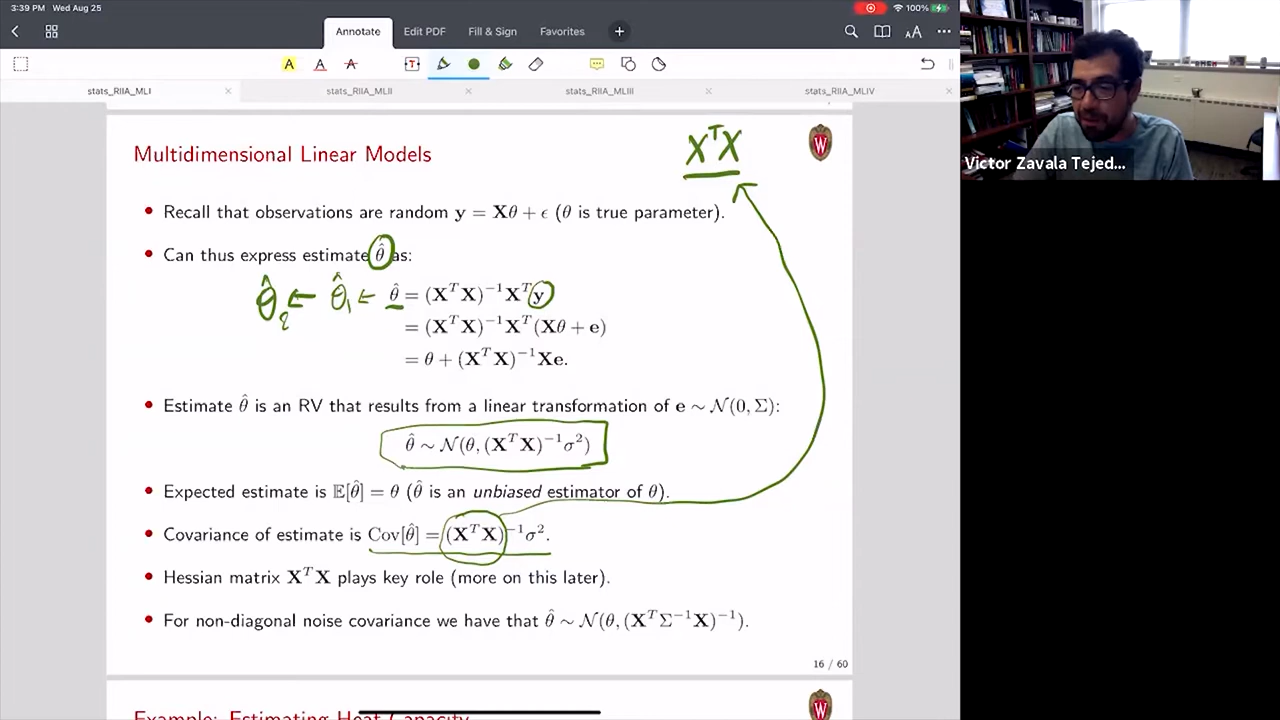 3:39 PM Wed Aug 25
100%
Annotate Edit PDF Fill & Sign Favorites
stats_RIIA_MLI stats_RIIA_MLII stats_RIIA_MLIII stats_RIIA_MLIV
Multidimensional Linear Models
XᵀX
W
Victor Zavala Tejed...
• Recall that observations are random y = Xθ + ϵ (θ is true parameter).
• Can thus express estimate θ̂ as:
θ̂₂ ← θ̂₁ ← θ̂ = (XᵀX)⁻¹Xᵀy
= (XᵀX)⁻¹Xᵀ(Xθ + e)
= θ + (XᵀX)⁻¹Xe.
• Estimate θ̂ is an RV that results from a linear transformation of e ∼ N(0, Σ):
θ̂ ∼ N(θ, (XᵀX)⁻¹σ²)
• Expected estimate is 𝔼[θ̂] = θ (θ̂ is an unbiased estimator of θ).
• Covariance of estimate is Cov[θ̂] = (XᵀX)⁻¹σ².
• Hessian matrix XᵀX plays key role (more on this later).
• For non-diagonal noise covariance we have that θ̂ ∼ N(θ, (XᵀΣ⁻¹X)⁻¹).
16 / 60
Example: Estimating Heat Capacity
W